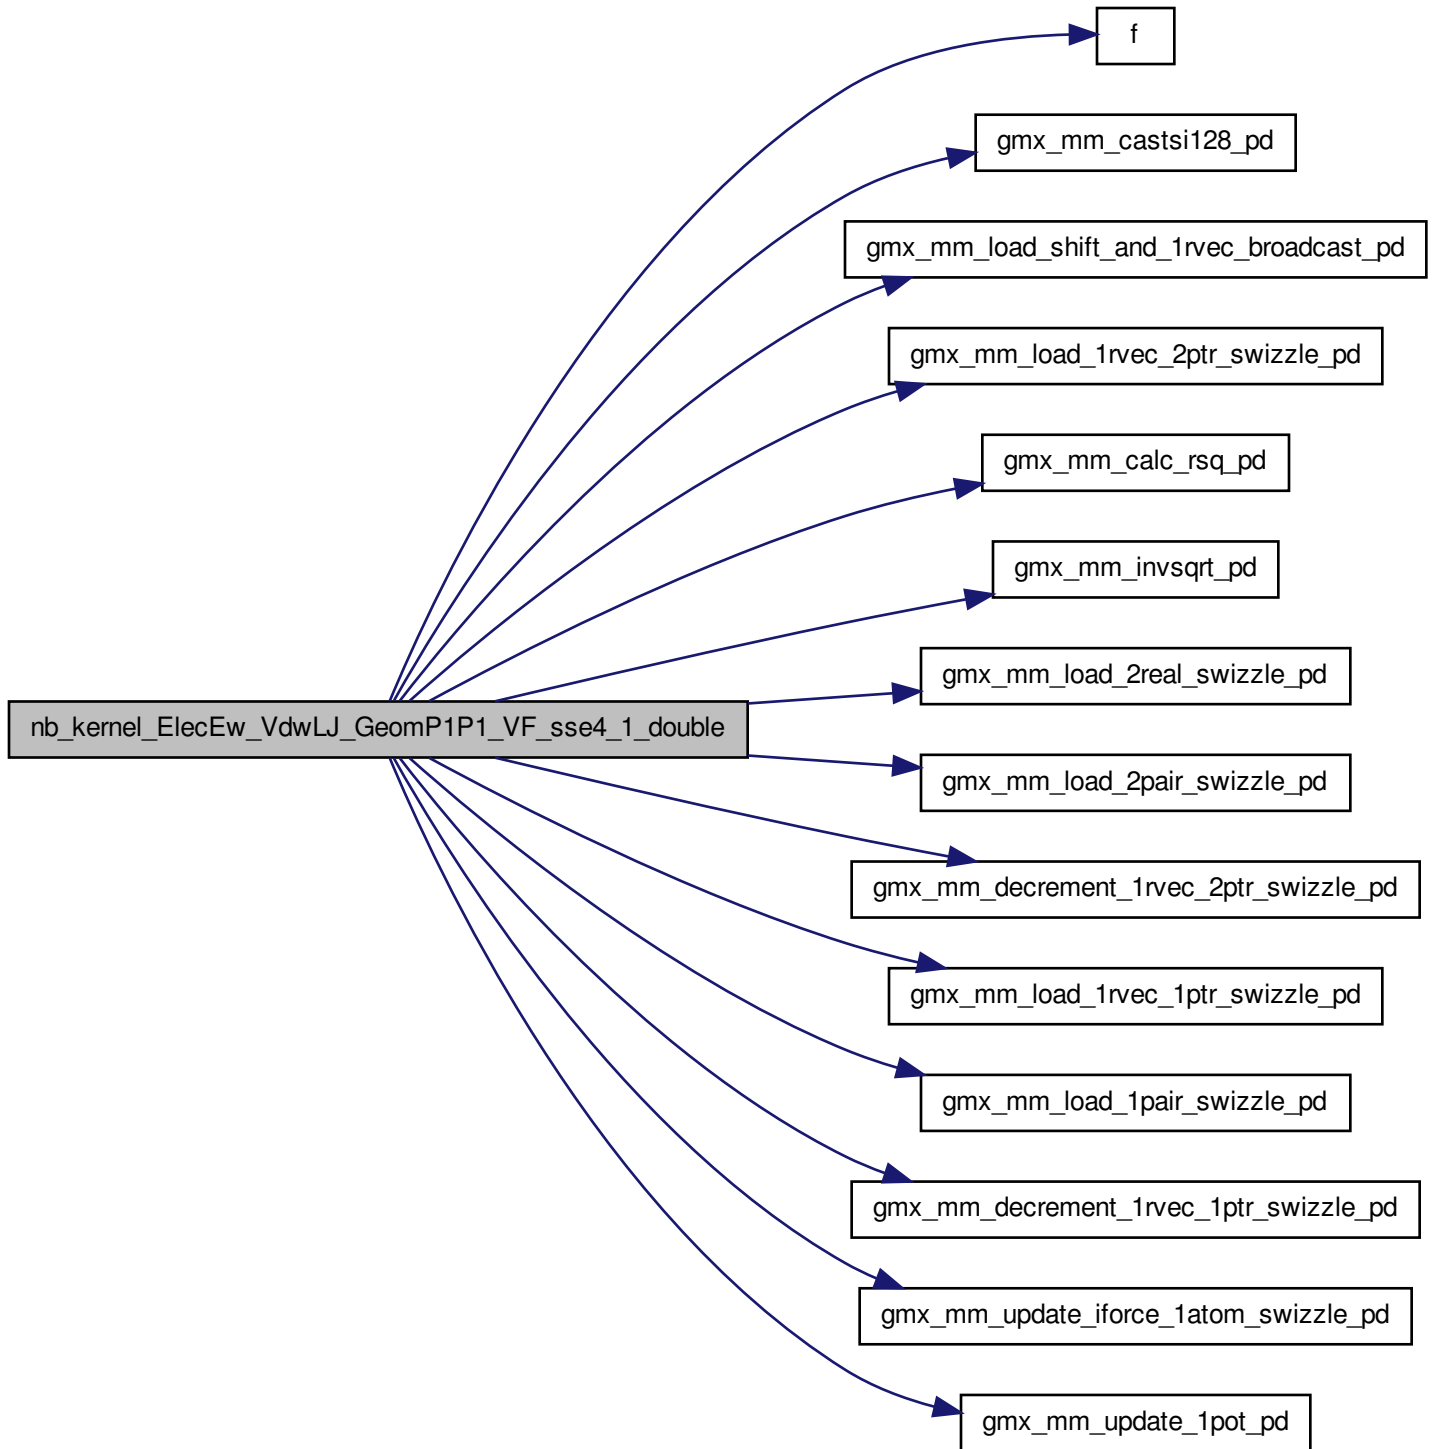 f
gmx_mm_castsi128_pd
gmx_mm_load_shift_and_1rvec_broadcast_pd
gmx_mm_load_1rvec_2ptr_swizzle_pd
gmx_mm_calc_rsq_pd
gmx_mm_invsqrt_pd
gmx_mm_load_2real_swizzle_pd
nb_kernel_ElecEw_VdwLJ_GeomP1P1_VF_sse4_1_double
gmx_mm_load_2pair_swizzle_pd
gmx_mm_decrement_1rvec_2ptr_swizzle_pd
gmx_mm_load_1rvec_1ptr_swizzle_pd
gmx_mm_load_1pair_swizzle_pd
gmx_mm_decrement_1rvec_1ptr_swizzle_pd
gmx_mm_update_iforce_1atom_swizzle_pd
gmx_mm_update_1pot_pd